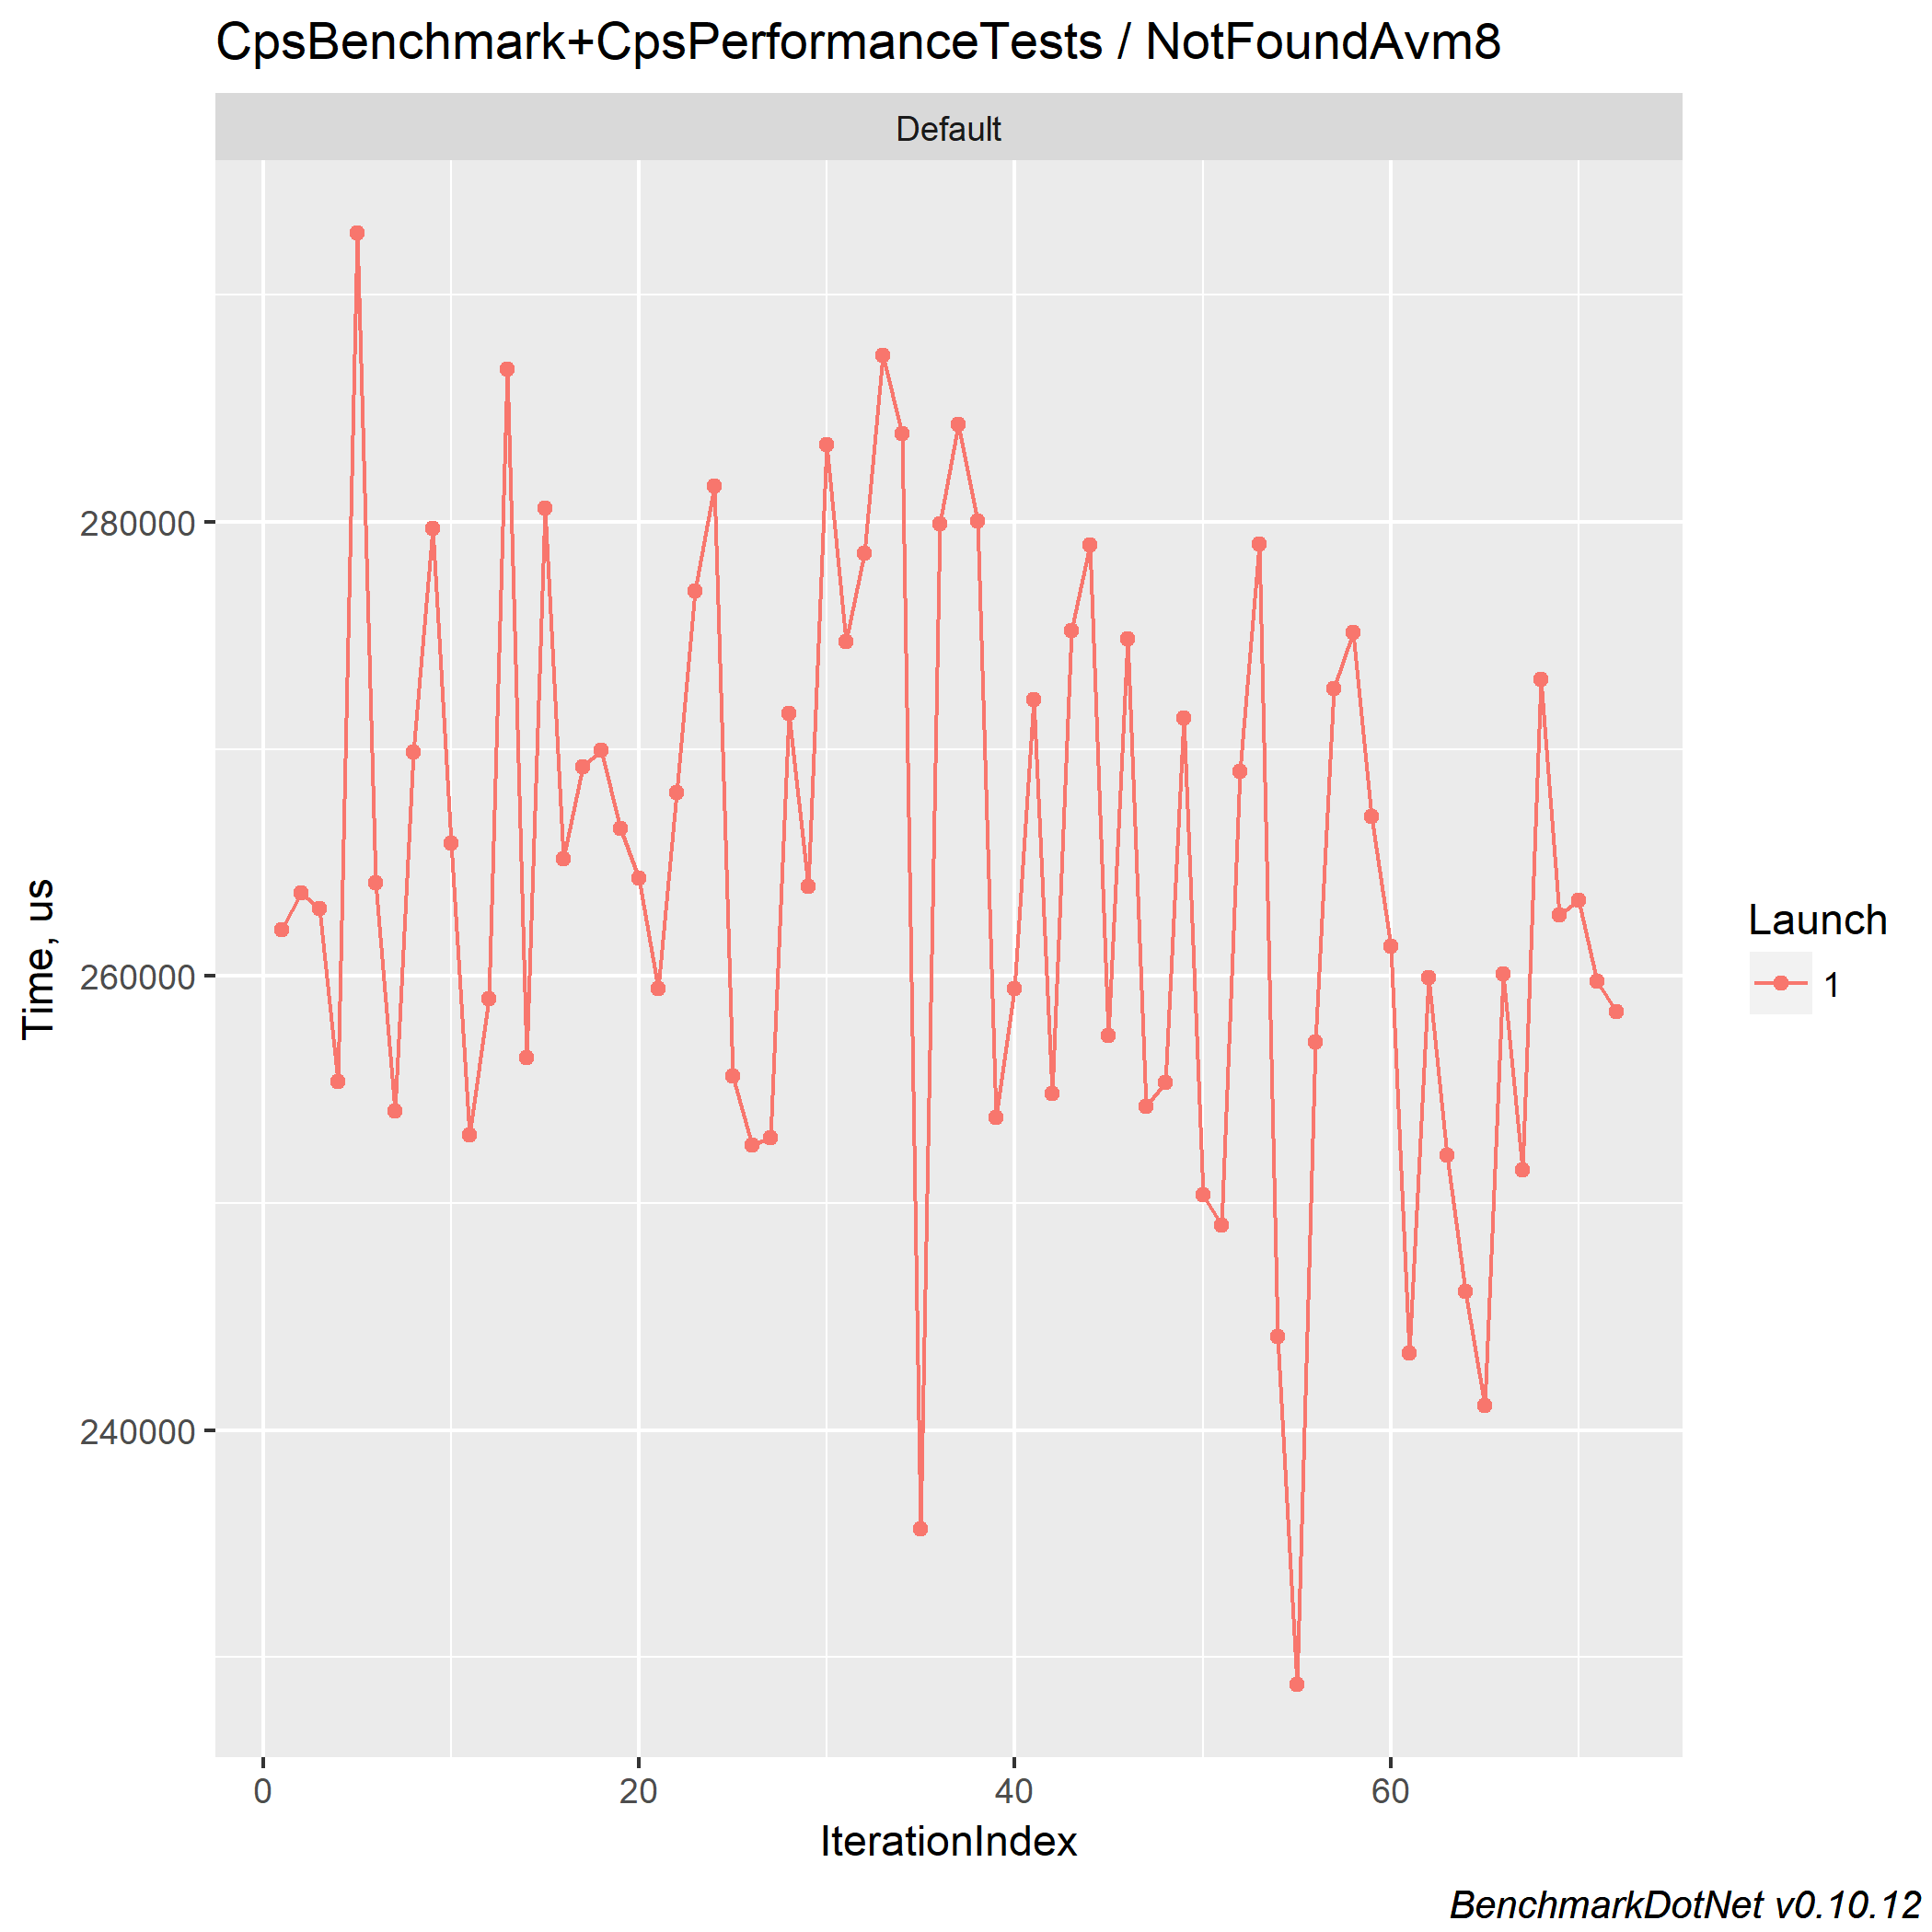 CpsBenchmark+CpsPerformanceTests / NotFoundAvm8
Default
280000
260000
240000
Time, us
0 20 40 60
IterationIndex
Launch
1
BenchmarkDotNet v0.10.12